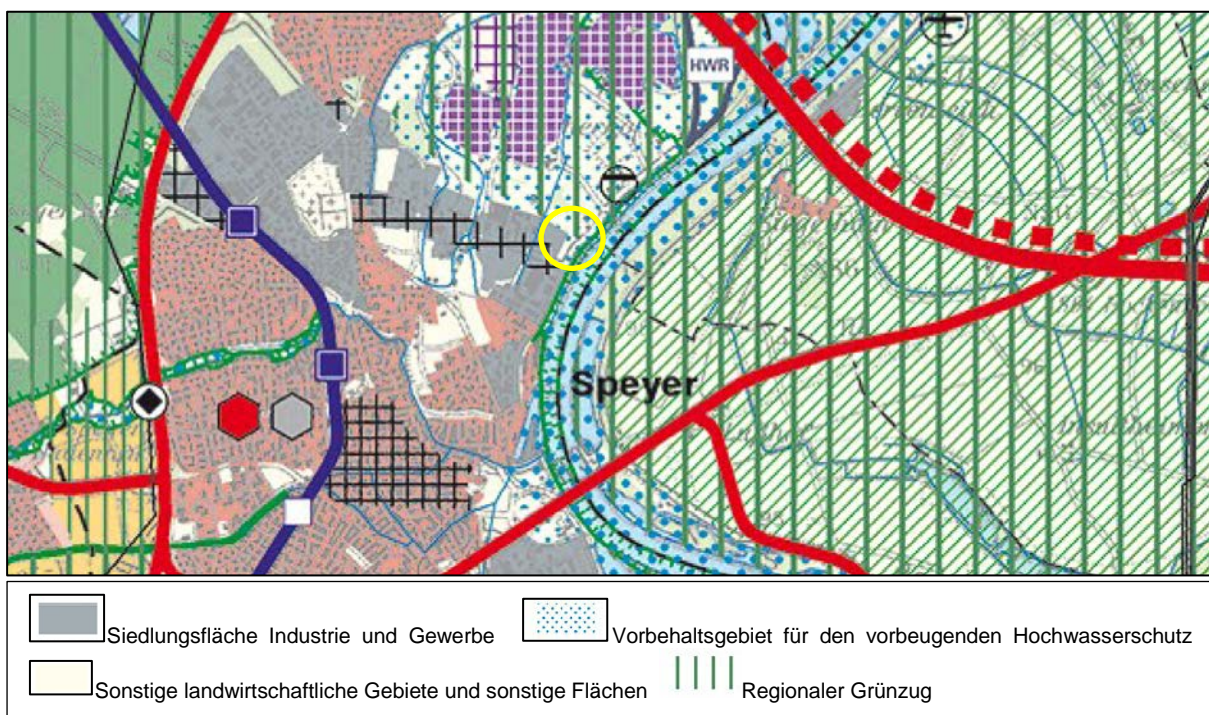 HWR
Speyer
Siedlungsfläche Industrie und Gewerbe Vorbehaltsgebiet für den vorbeugenden Hochwasserschutz
Sonstige landwirtschaftliche Gebiete und sonstige Flächen Regionaler Grünzug